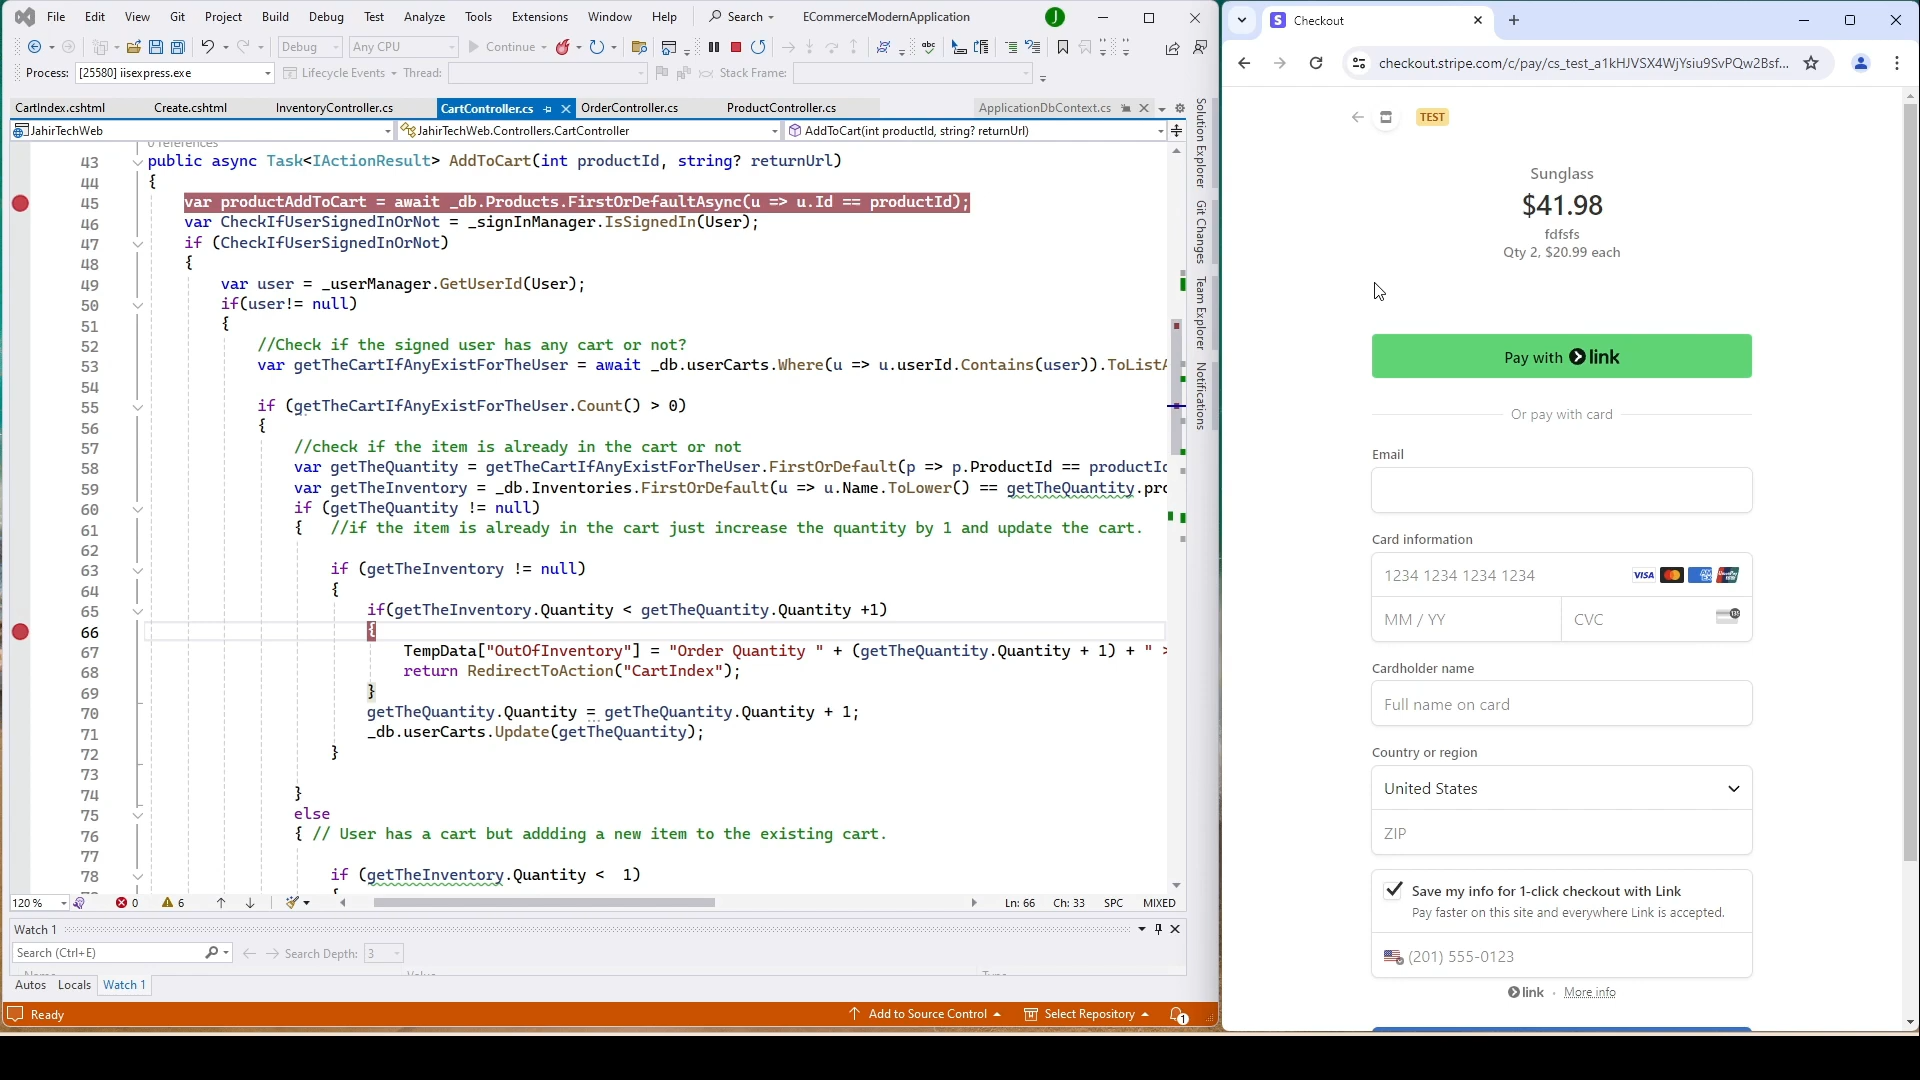 File Edit View Git Project Build Debug Test Analyze Tools Extensions Window Help Search ECommerceModernApplication J
Debug Any CPU Continue
Process: [25580] iisexpress.exe Lifecycle Events Thread: Stack Frame:
CartIndex.cshtml Create.cshtml InventoryController.cs CartController.cs OrderController.cs ProductController.cs ApplicationDbContext.cs
JahirTechWeb JahirTechWeb.Controllers.CartController AddToCart(int productId, string? returnUrl)
0 references
43 public async Task<IActionResult> AddToCart(int productId, string? returnUrl)
44 {
45 var productAddToCart = await _db.Products.FirstOrDefaultAsync(u => u.Id == productId);
46 var CheckIfUserSignedInOrNot = _signInManager.IsSignedIn(User);
47 if (CheckIfUserSignedInOrNot)
48 {
49 var user = _userManager.GetUserId(User);
50 if(user!= null)
51 {
52 //Check if the signed user has any cart or not?
53 var getTheCartIfAnyExistForTheUser = await _db.userCarts.Where(u => u.userId.Contains(user)).ToListA
54
55 if (getTheCartIfAnyExistForTheUser.Count() > 0)
56 {
57 //check if the item is already in the cart or not
58 var getTheQuantity = getTheCartIfAnyExistForTheUser.FirstOrDefault(p => p.ProductId == productId
59 var getTheInventory = _db.Inventories.FirstOrDefault(u => u.Name.ToLower() == getTheQuantity.pro
60 if (getTheQuantity != null)
61 { //if the item is already in the cart just increase the quantity by 1 and update the cart.
62
63 if (getTheInventory != null)
64 {
65 if(getTheInventory.Quantity < getTheQuantity.Quantity +1)
66 {
67 TempData["OutOfInventory"] = "Order Quantity " + (getTheQuantity.Quantity + 1) + " >
68 return RedirectToAction("CartIndex");
69 }
70 getTheQuantity.Quantity = getTheQuantity.Quantity + 1;
71 _db.userCarts.Update(getTheQuantity);
72 }
73
74 }
75 else
76 { // User has a cart but addding a new item to the existing cart.
77
78 if (getTheInventory.Quantity < 1)
{
120 % 0 6 Ln: 66 Ch: 33 SPC MIXED
Watch 1
Search (Ctrl+E) Search Depth: 3
Name Value Type
Autos Locals Watch 1
Ready Add to Source Control Select Repository 1
Solution Explorer
Git Changes
Team Explorer
Notifications
S Checkout
checkout.stripe.com/c/pay/cs_test_a1kHJVSX4WjYsiu9SvPQw2Bsf...
TEST
Sunglass
$41.98
fdfsfs
Qty 2, $20.99 each
Pay with link
Or pay with card
Email
Card information
1234 1234 1234 1234 VISA
MM / YY CVC
Cardholder name
Full name on card
Country or region
United States
ZIP
Save my info for 1-click checkout with Link
Pay faster on this site and everywhere Link is accepted.
(201) 555-0123
link · More info